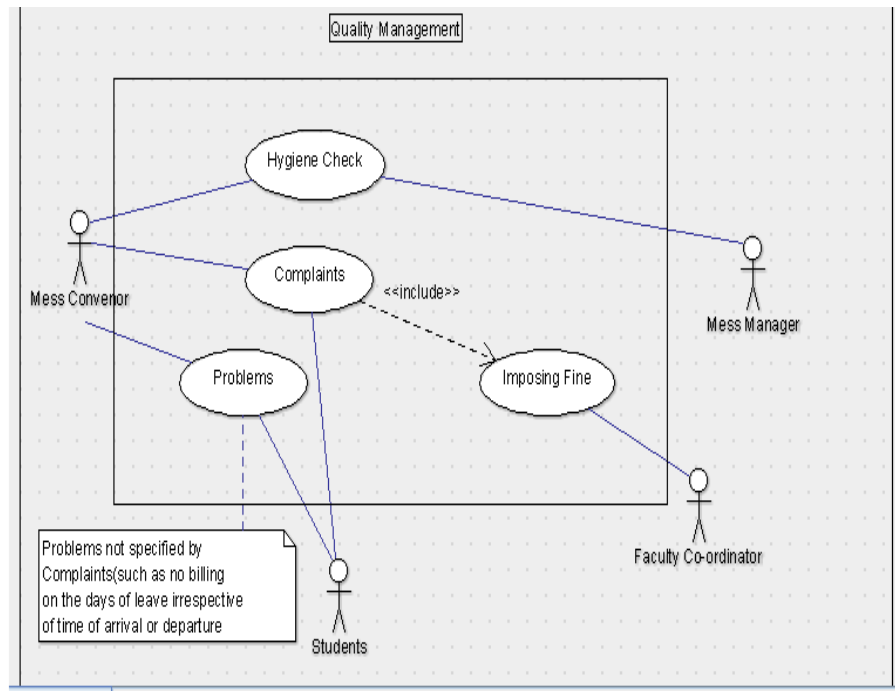 Quality Management
Hygiene Check
Complaints
<<include>>
Mess Convenor
Mess Manager
Problems
Imposing Fine
Problems not specified by
Complaints(such as no billing
on the days of leave irrespective
of time of arrival or departure
Faculty Co-ordinator
Students